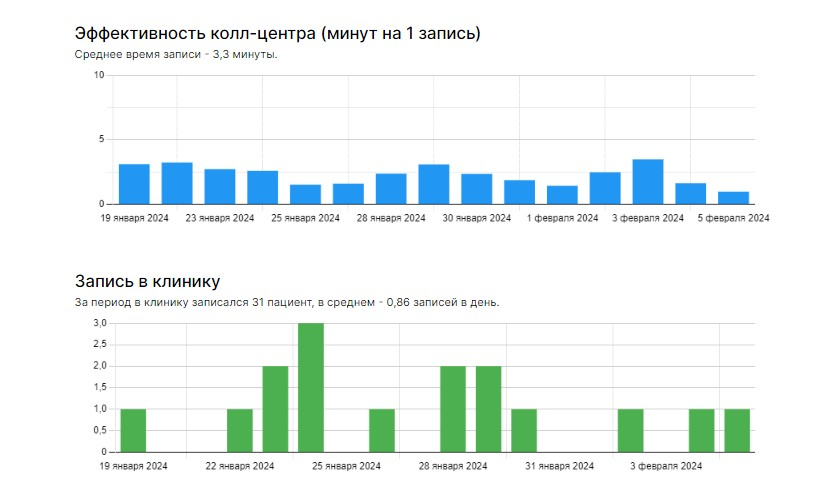 Эффективность колл-центра (минут на 1 запись)
Среднее время записи - 3,3 минуты.
10
5
0
19 января 2024 23 января 2024 25 января 2024 28 января 2024 30 января 2024 1 февраля 2024 3 февраля 2024 5 февраля 2024
Запись в клинику
За период в клинику записался 31 пациент, в среднем - 0,86 записей в день.
3,0
2,5
2,0
1,5
1,0
0,5
0
19 января 2024 22 января 2024 25 января 2024 28 января 2024 31 января 2024 3 февраля 2024